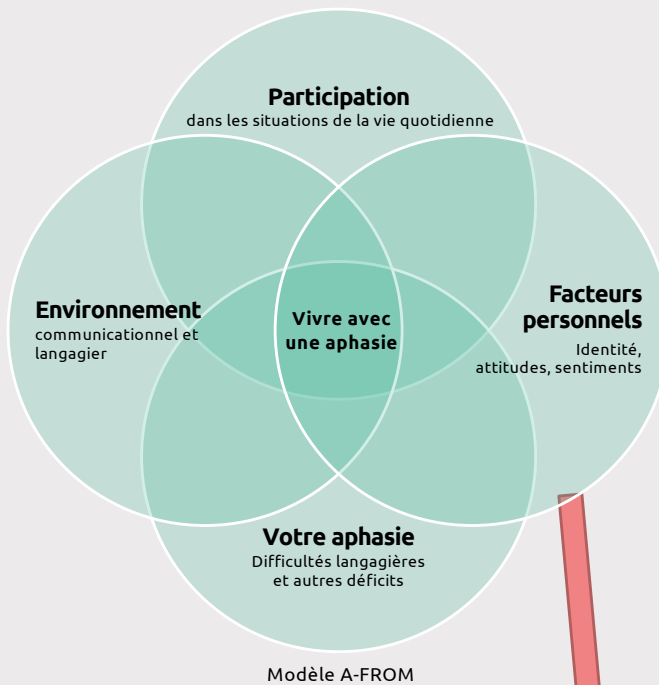 Participation
dans les situations de la vie quotidienne
Environnement
communicationnel et
langagier
Vivre avec
une aphasie
Facteurs
personnels
Identité,
attitudes, sentiments
Votre aphasie
Difficultés langagières
et autres déficits
Modèle A-FROM